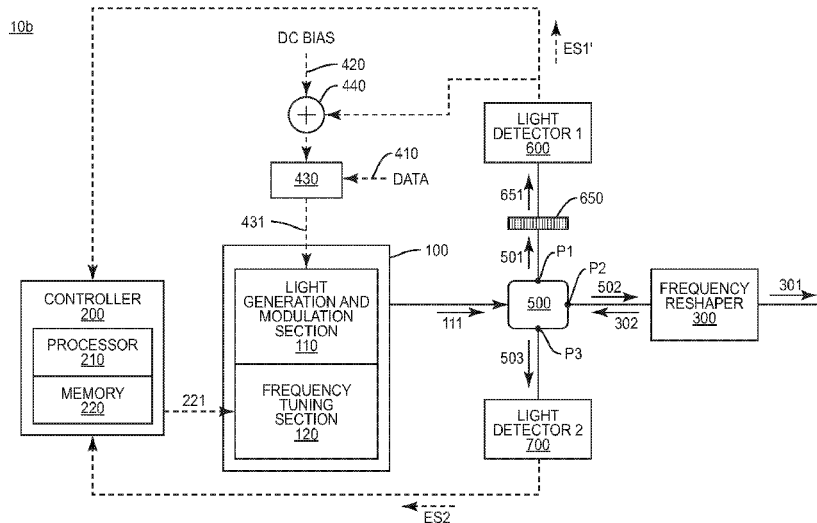 10b
DC BIAS
420
440
ES1'
LIGHT
DETECTOR 1
600
410
430
DATA
431
651
650
501
P1
100
P2
CONTROLLER
200
PROCESSOR
210
MEMORY
220
LIGHT
GENERATION AND
MODULATION
SECTION
110
FREQUENCY
TUNING
SECTION
120
221
111
500
502
302
FREQUENCY
RESHAPER
300
301
P3
503
LIGHT
DETECTOR 2
700
ES2